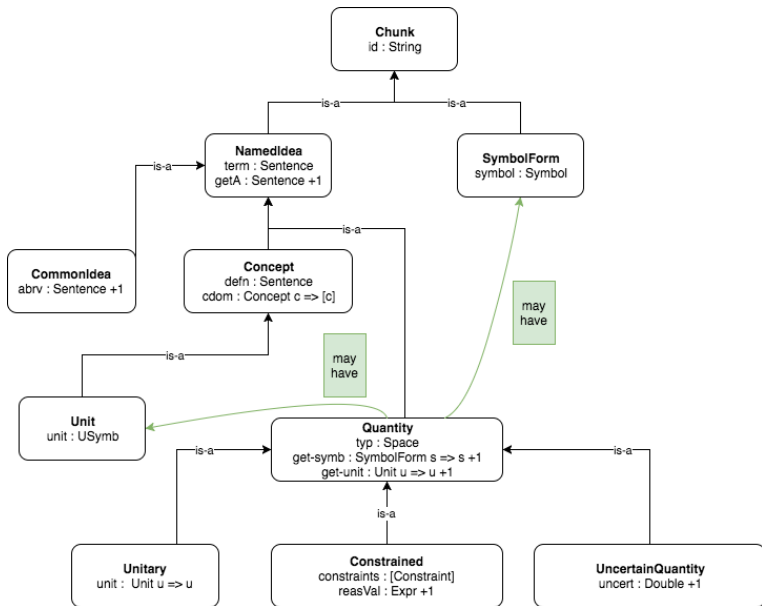 Chunk
id : String
is-a
is-a
NamedIdea
term : Sentence
getA : Sentence +1
SymbolForm
symbol : Symbol
is-a
is-a
CommonIdea
abrv : Sentence +1
Concept
defn : Sentence
cdom : Concept c => [c]
may
have
may
have
is-a
Unit
unit : USymb
Quantity
typ : Space
get-symb : SymbolForm s => s +1
get-unit : Unit u => u +1
is-a
is-a
is-a
Unitary
unit :  Unit u => u
Constrained
constraints : [Constraint]
reasVal : Expr +1
UncertainQuantity
uncert : Double +1